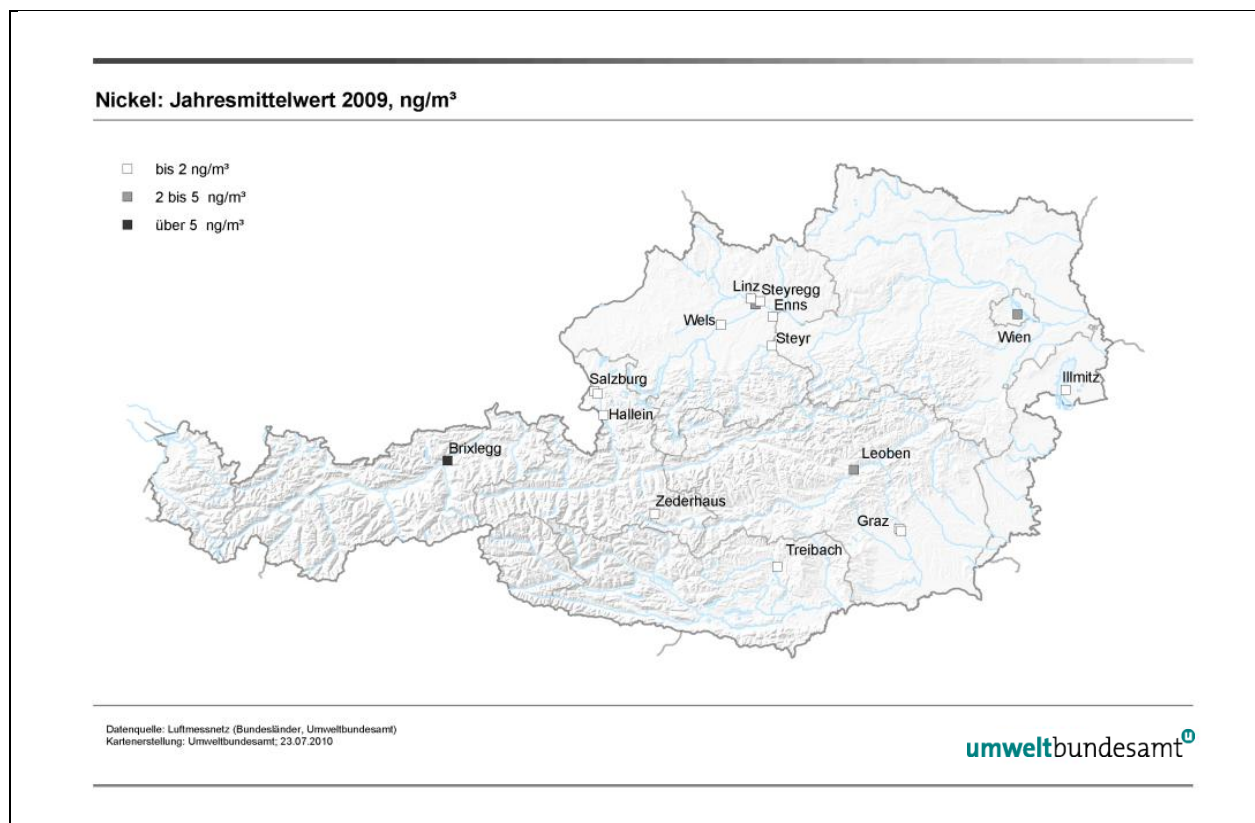 Nickel: Jahresmittelwert 2009, ng/m³
bis 2 ng/m³
2 bis 5 ng/m³
über 5 ng/m³
Linz
Steyregg
Enns
Wels
Steyr
Wien
Illmitz
Salzburg
Hallein
Brixlegg
Leoben
Zederhaus
Graz
Treibach
Datenquelle: Luftmessnetz (Bundesländer, Umweltbundesamt)
Kartenerstellung: Umweltbundesamt; 23.07.2010
umweltbundesamt